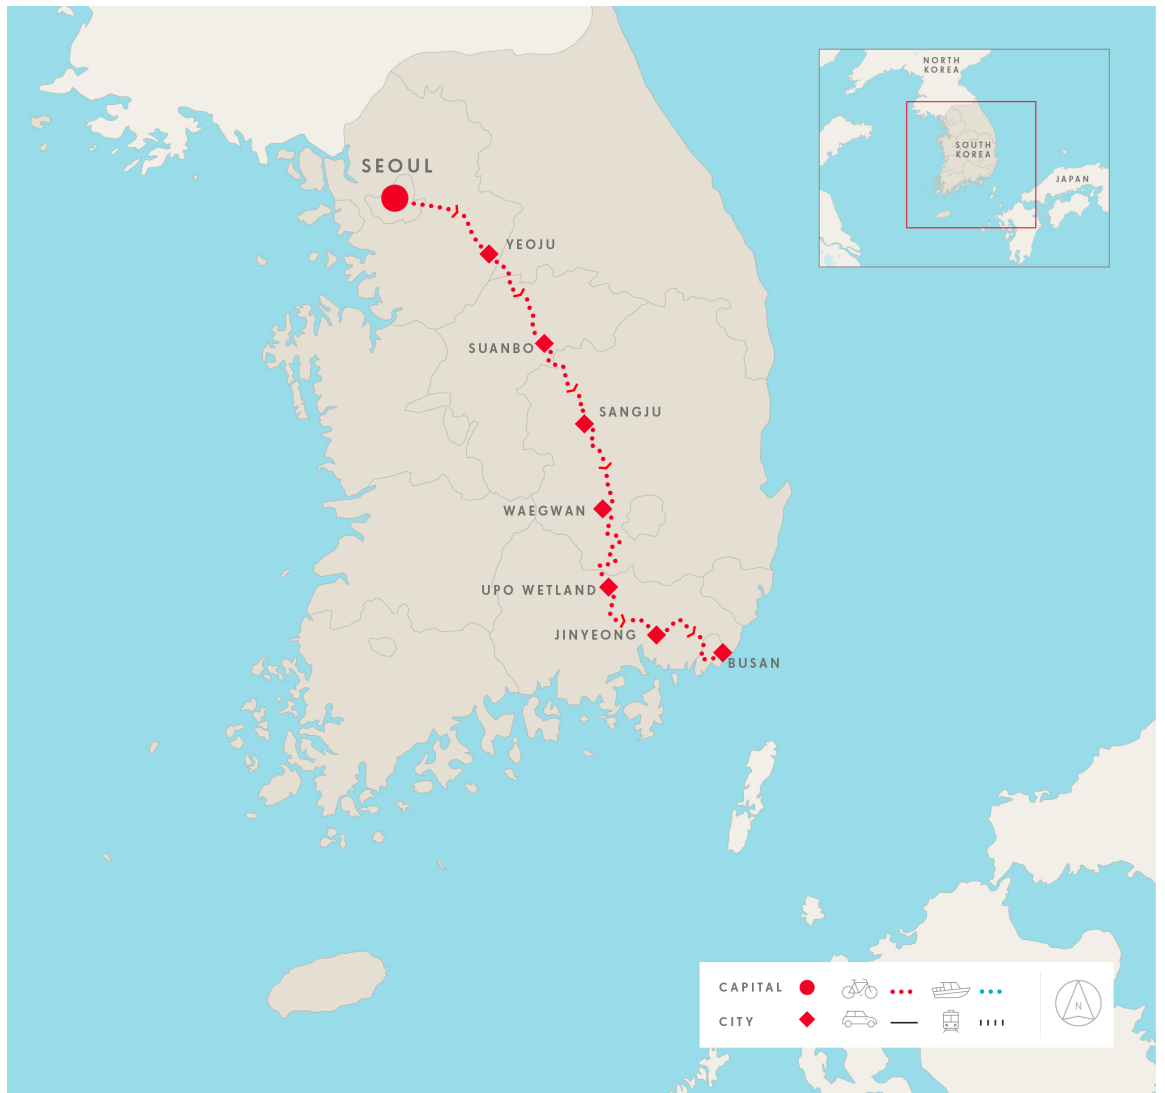 NORTH
KOREA
SOUTH
KOREA
JAPAN
SEOUL
YEOJU
SUANBO
SANGJU
WAEGWAN
UPO WETLAND
JINYEONG
BUSAN
CAPITAL
CITY
N